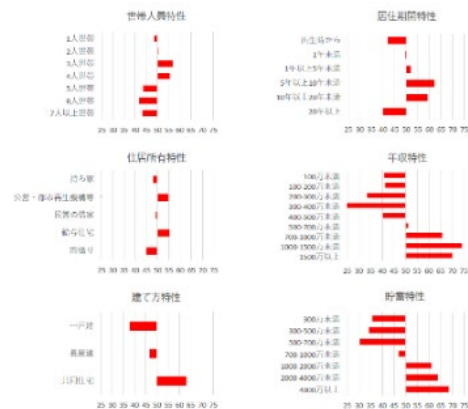 世帯人員特性
1人世帯
2人世帯
3人世帯
4人世帯
5人世帯
6人世帯
7人以上世帯
25 30 35 40 45 50 55 60 65 70 75
居住期間特性
出生時から
1年未満
1年以上5年未満
5年以上10年未満
10年以上20年未満
20年以上
25 30 35 40 45 50 55 60 65 70 75
住居所有特性
持ち家
公営・都市再生機構等
民営の借家
給与住宅
間借り
25 30 35 40 45 50 55 60 65 70 75
年収特性
100万未満
100-200万未満
200-300万未満
300-400万未満
400-500万未満
500-700万未満
700-1000万未満
1000-1500万未満
1500万以上
25 30 35 40 45 50 55 60 65 70 75
建て方特性
一戸建
長屋建
共同住宅
25 30 35 40 45 50 55 60 65 70 75
貯蓄特性
300万未満
300-500万未満
500-700万未満
700-1000万未満
1000-2000万未満
2000-4000万未満
4000万以上
25 30 35 40 45 50 55 60 65 70 75